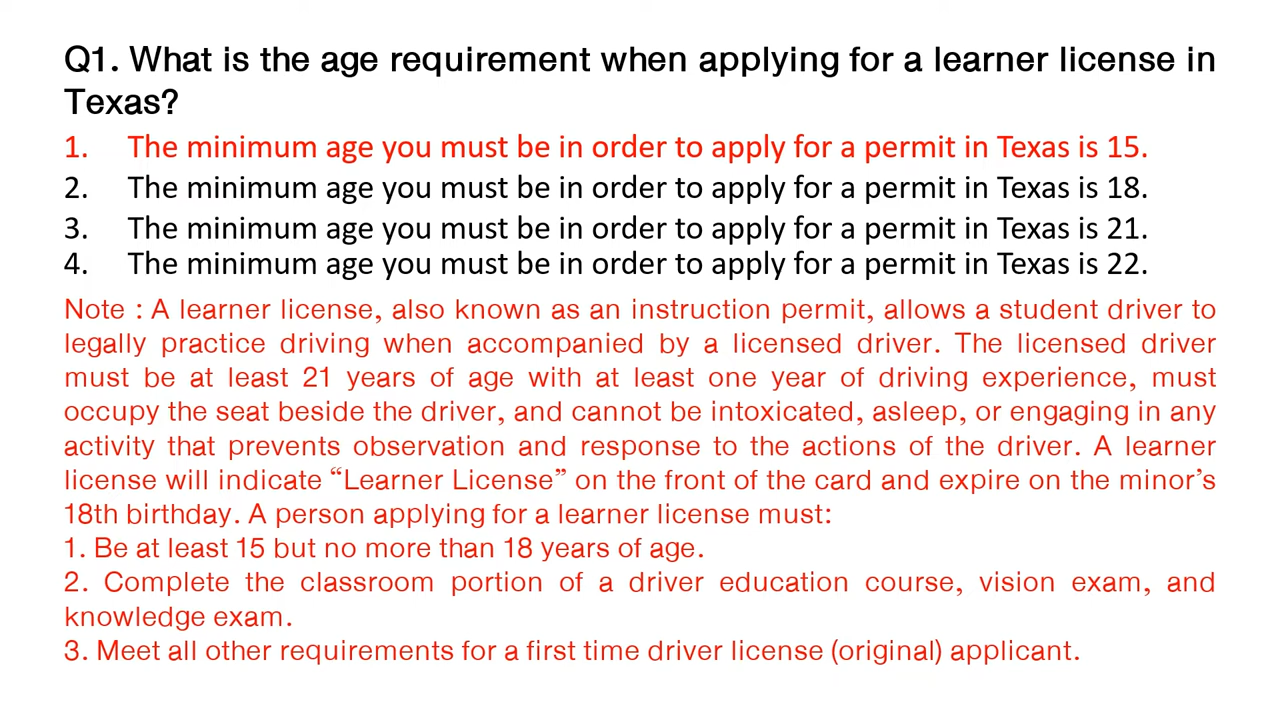 Q1. What is the age requirement when applying for a learner license in
Texas?
1. The minimum age you must be in order to apply for a permit in Texas is 15.
2. The minimum age you must be in order to apply for a permit in Texas is 18.
3. The minimum age you must be in order to apply for a permit in Texas is 21.
4. The minimum age you must be in order to apply for a permit in Texas is 22.
Note : A learner license, also known as an instruction permit, allows a student driver to
legally practice driving when accompanied by a licensed driver. The licensed driver
must be at least 21 years of age with at least one year of driving experience, must
occupy the seat beside the driver, and cannot be intoxicated, asleep, or engaging in any
activity that prevents observation and response to the actions of the driver. A learner
license will indicate “Learner License” on the front of the card and expire on the minor’s
18th birthday. A person applying for a learner license must:
1. Be at least 15 but no more than 18 years of age.
2. Complete the classroom portion of a driver education course, vision exam, and
knowledge exam.
3. Meet all other requirements for a first time driver license (original) applicant.